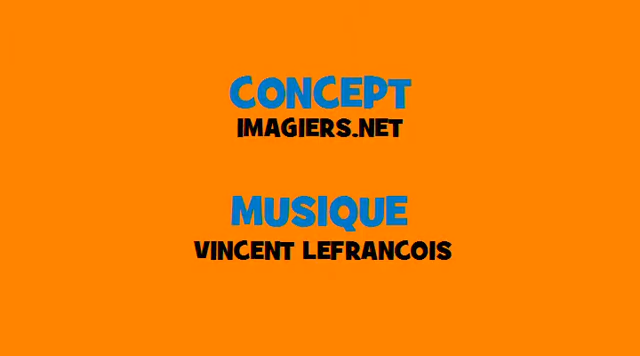 CONCEPT
IMAGIERS.NET
MUSIQUE
VINCENT LEFRANCOIS